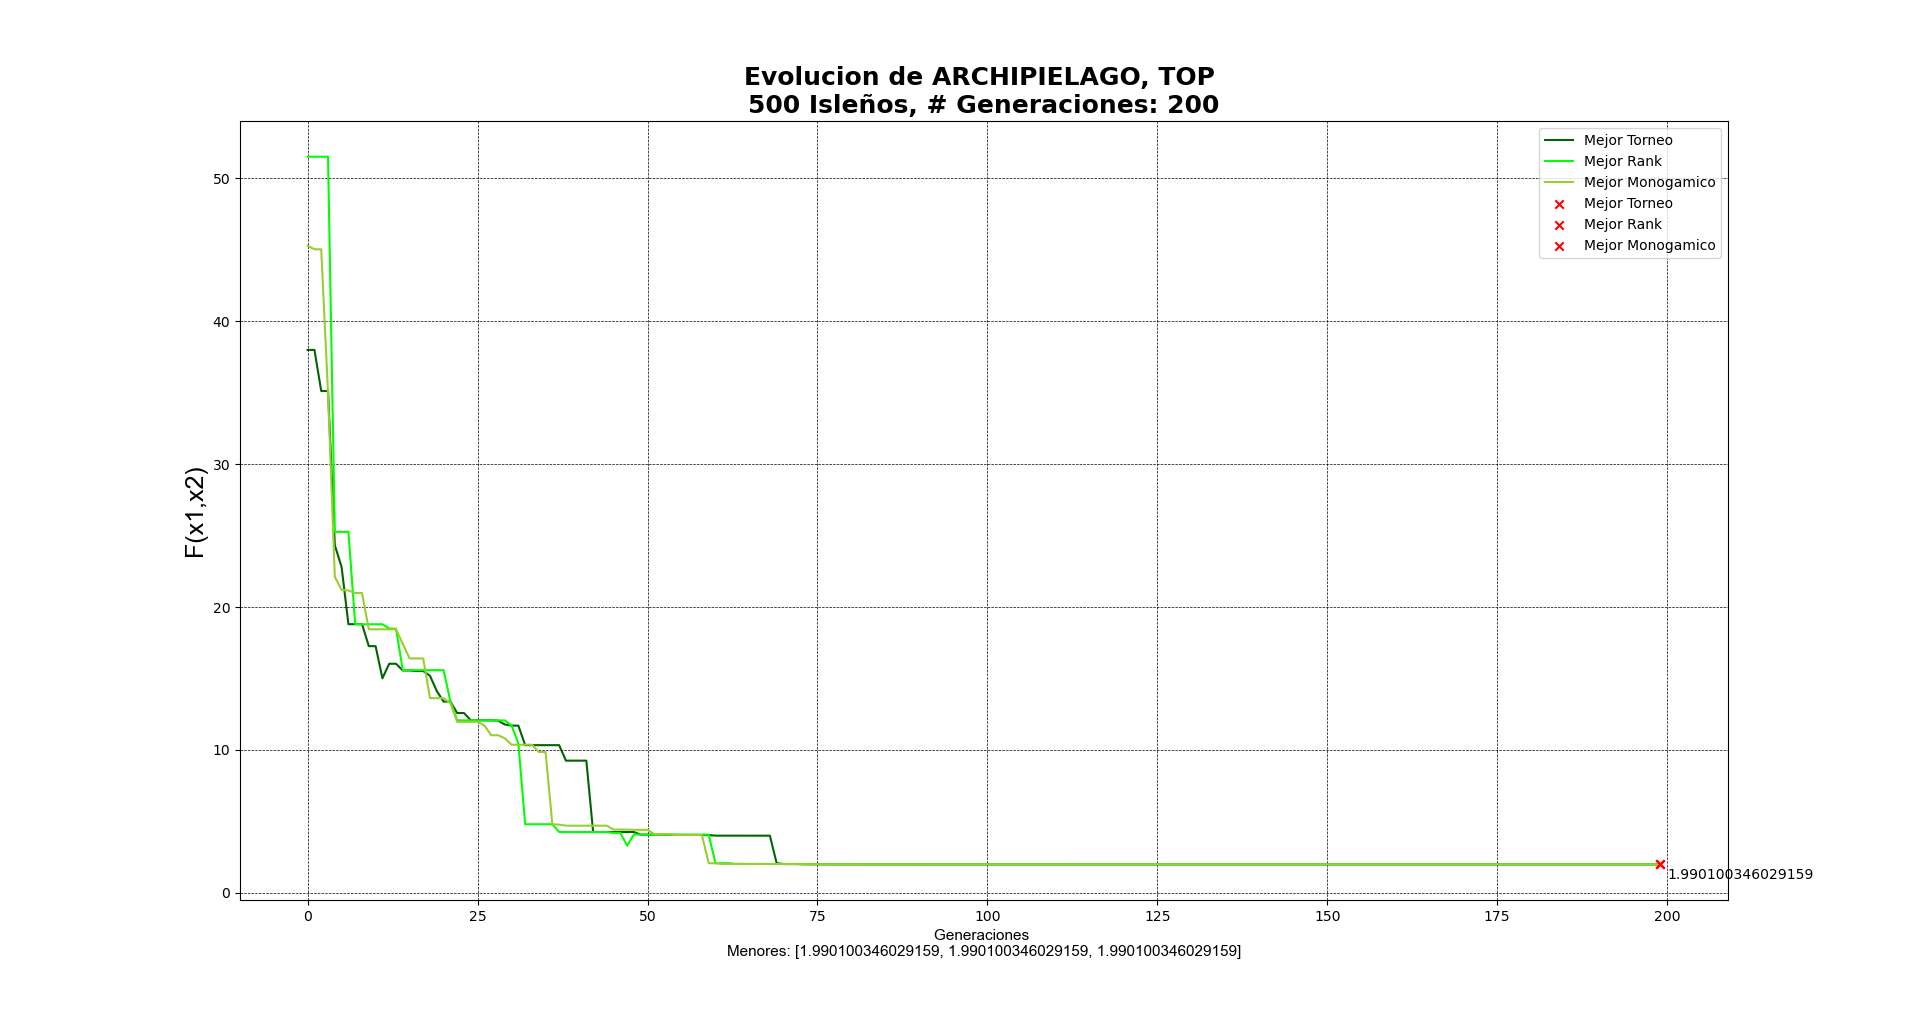 Evolucion de ARCHIPIELAGO, TOP
500 Isleños, # Generaciones: 200
Mejor Torneo
Mejor Rank
Mejor Monogamico
Mejor Torneo
Mejor Rank
Mejor Monogamico
F(x1,x2)
50
40
30
20
10
0
1.990100346029159
0 25 50 75 100 125 150 175 200
Generaciones
Menores: [1.990100346029159, 1.990100346029159, 1.990100346029159]